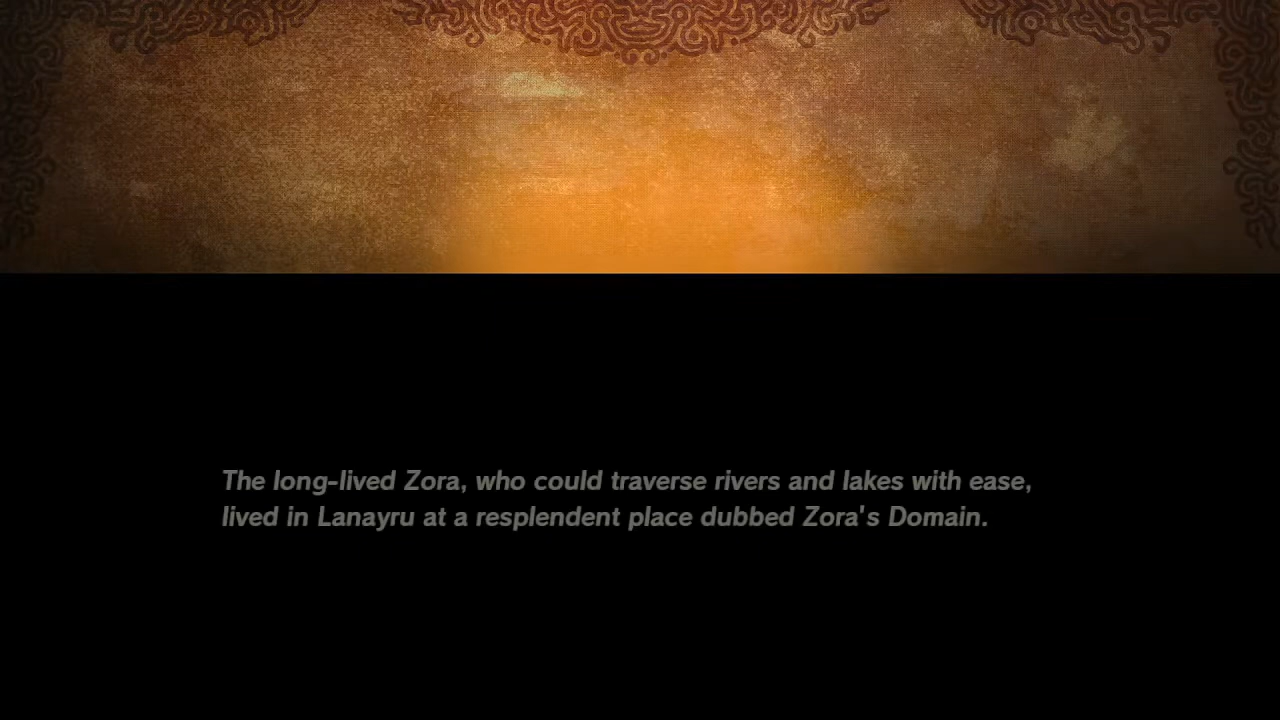 The long-lived Zora, who could traverse rivers and lakes with ease,
lived in Lanayru at a resplendent place dubbed Zora's Domain.